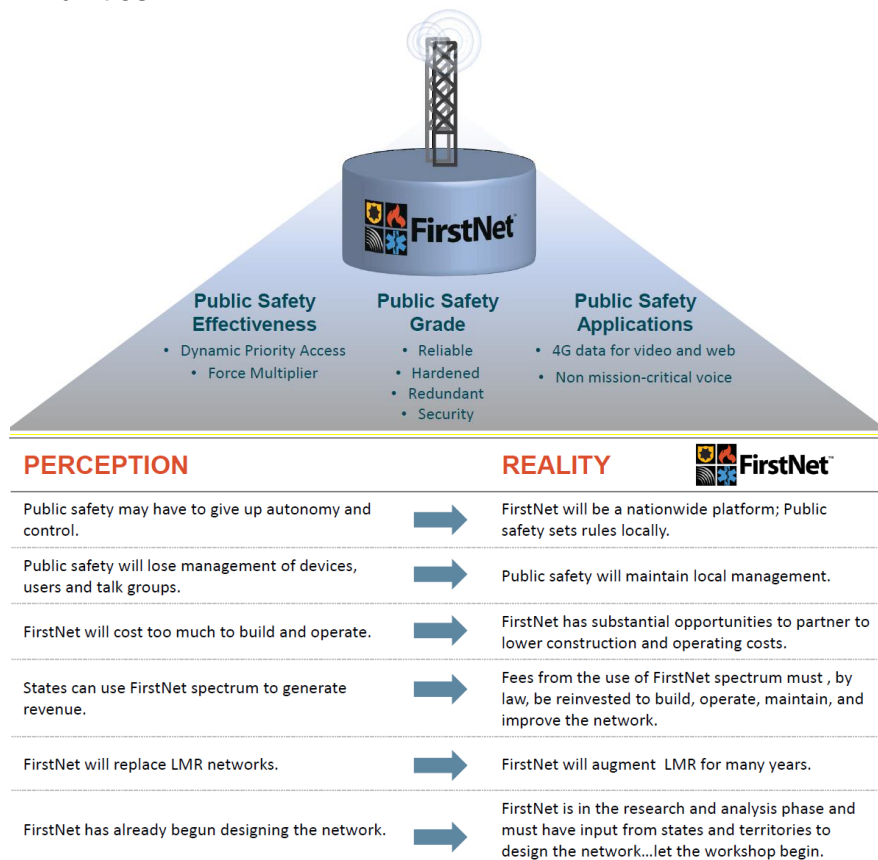 FirstNet
Public Safety
Effectiveness
• Dynamic Priority Access
• Force Multiplier
Public Safety
Grade
• Reliable
• Hardened
• Redundant
• Security
Public Safety
Applications
• 4G data for video and web
• Non mission-critical voice
PERCEPTION
REALITY
FirstNet™
Public safety may have to give up autonomy and
control.
FirstNet will be a nationwide platform; Public
safety sets rules locally.
Public safety will lose management of devices,
users and talk groups.
Public safety will maintain local management.
FirstNet will cost too much to build and operate.
FirstNet has substantial opportunities to partner to
lower construction and operating costs.
States can use FirstNet spectrum to generate
revenue.
Fees from the use of FirstNet spectrum must , by
law, be reinvested to build, operate, maintain, and
improve the network.
FirstNet will replace LMR networks.
FirstNet will augment  LMR for many years.
FirstNet has already begun designing the network.
FirstNet is in the research and analysis phase and
must have input from states and territories to
design the network...let the workshop begin.